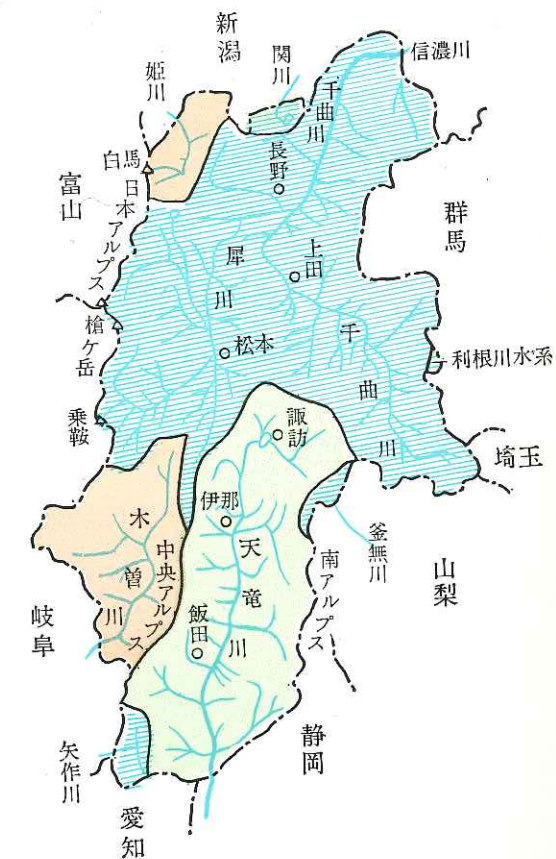 新潟
関川
信濃川
姫川
千曲川
長野
白馬
富山
日本アルプス
群馬
犀川
上田
槍ケ岳
松本
千曲川
利根川水系
乗鞍
諏訪
埼玉
伊那
木曽川
中央アルプス
天竜川
釜無川
南アルプス
山梨
岐阜
飯田
静岡
矢作川
愛知